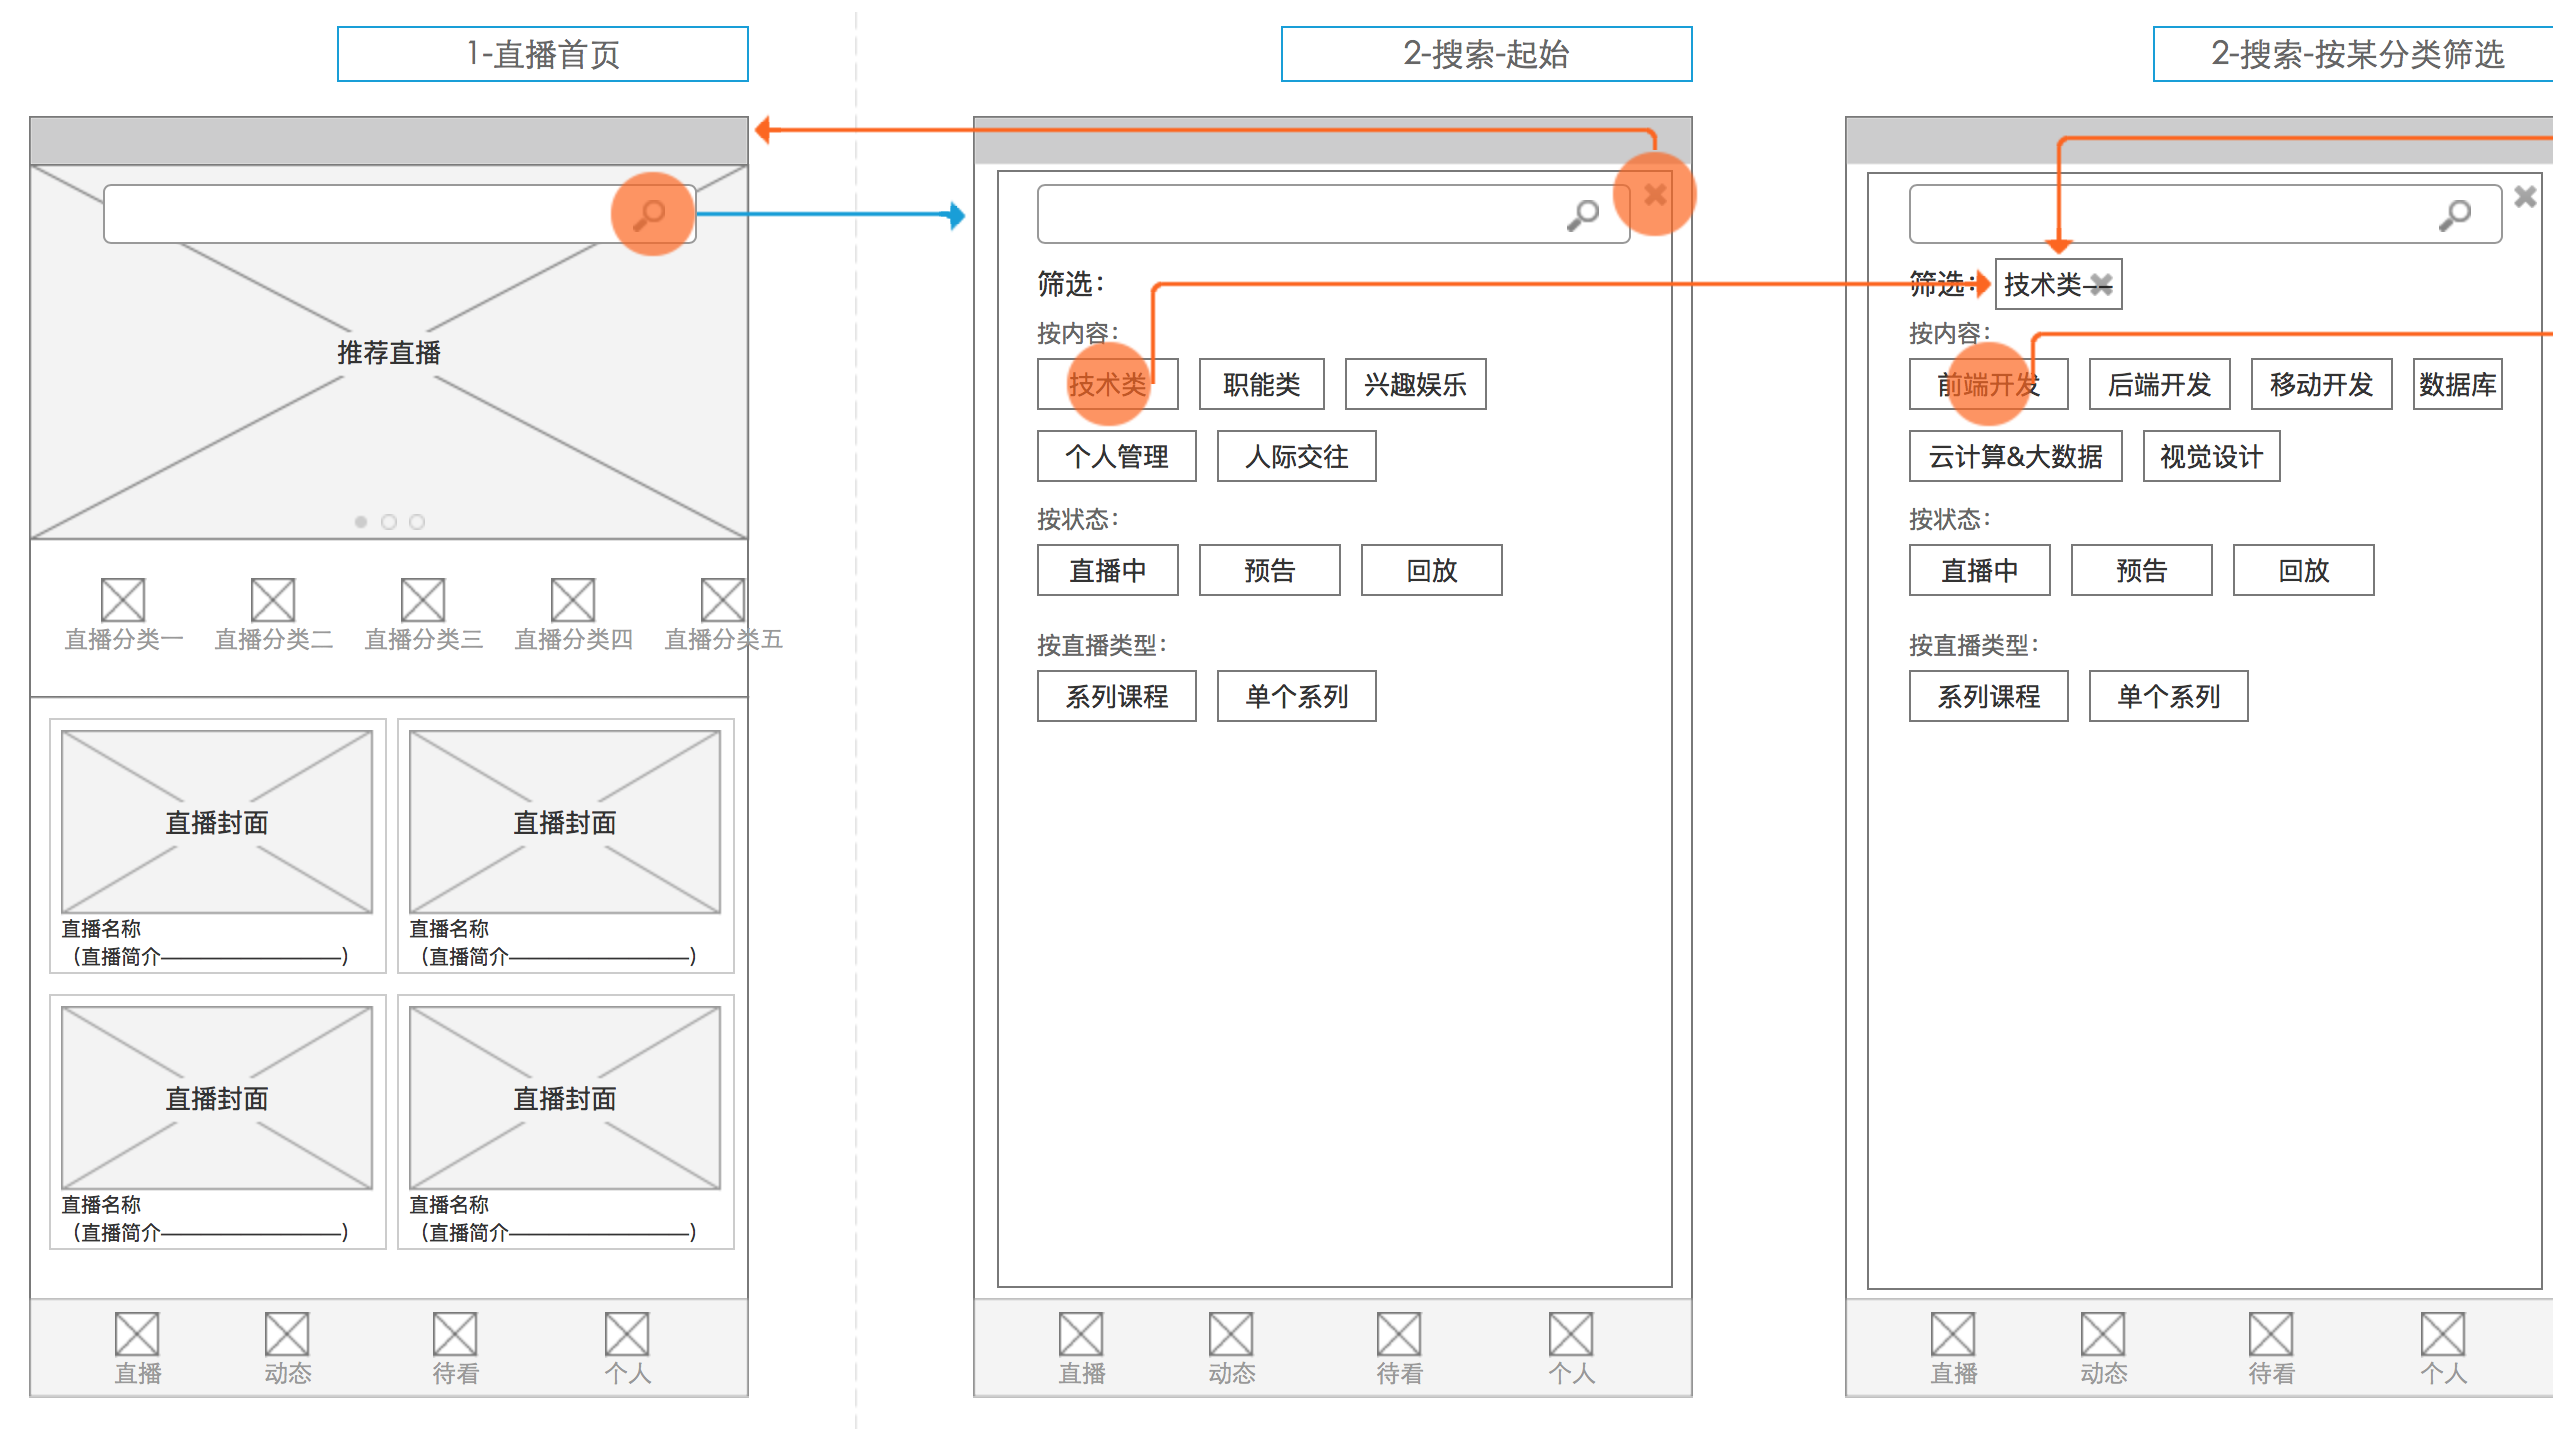 1-直播首页
推荐直播
直播分类一 直播分类二 直播分类三 直播分类四 直播分类五
直播封面 直播封面
直播名称 直播名称
（直播简介—————————） （直播简介—————————）
直播封面 直播封面
直播名称 直播名称
（直播简介—————————） （直播简介—————————）
直播 动态 待看 个人
2-搜索-起始
筛选：
按内容：
技术类 职能类 兴趣娱乐
个人管理 人际交往
按状态：
直播中 预告 回放
按直播类型：
系列课程 单个系列
直播 动态 待看 个人
2-搜索-按某分类筛选
筛选： 技术类—
按内容：
前端开发 后端开发 移动开发 数据库
云计算&大数据 视觉设计
按状态：
直播中 预告 回放
按直播类型：
系列课程 单个系列
直播 动态 待看 个人